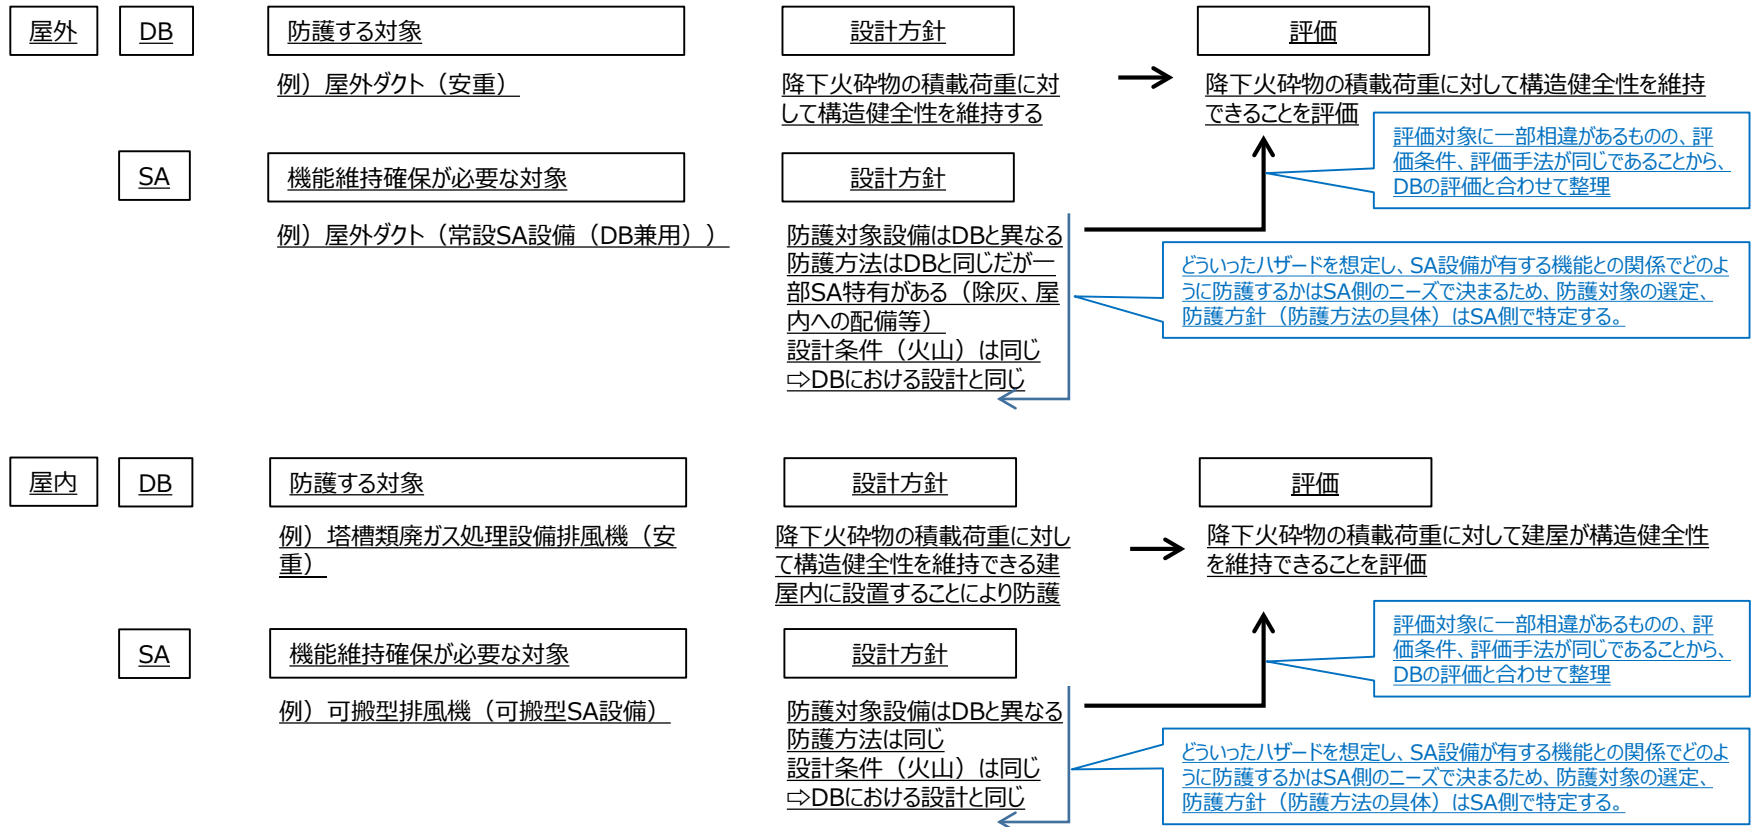 屋外
DB
防護する対象
設計方針
評価
例）屋外ダクト（安重）
降下火砕物の積載荷重に対
して構造健全性を維持する
降下火砕物の積載荷重に対して構造健全性を維持
できることを評価
評価対象に一部相違があるものの、評
価条件、評価手法が同じであることから、
DBの評価と合わせて整理
SA
機能維持確保が必要な対象
設計方針
例）屋外ダクト（常設SA設備（DB兼用））
防護対象設備はDBと異なる
防護方法はDBと同じだが一
部SA特有がある（除灰、屋
内への配備等）
設計条件（火山）は同じ
⇨DBにおける設計と同じ
どういったハザードを想定し、SA設備が有する機能との関係でどのよ
うに防護するかはSA側のニーズで決まるため、防護対象の選定、
防護方針（防護方法の具体）はSA側で特定する。
屋内
DB
防護する対象
設計方針
評価
例）塔槽類廃ガス処理設備排風機（安
重）
降下火砕物の積載荷重に対し
て構造健全性を維持できる建
屋内に設置することにより防護
降下火砕物の積載荷重に対して建屋が構造健全性
を維持できることを評価
評価対象に一部相違があるものの、評
価条件、評価手法が同じであることから、
DBの評価と合わせて整理
SA
機能維持確保が必要な対象
設計方針
例）可搬型排風機（可搬型SA設備）
防護対象設備はDBと異なる
防護方法は同じ
設計条件（火山）は同じ
⇨DBにおける設計と同じ
どういったハザードを想定し、SA設備が有する機能との関係でどのよ
うに防護するかはSA側のニーズで決まるため、防護対象の選定、
防護方針（防護方法の具体）はSA側で特定する。